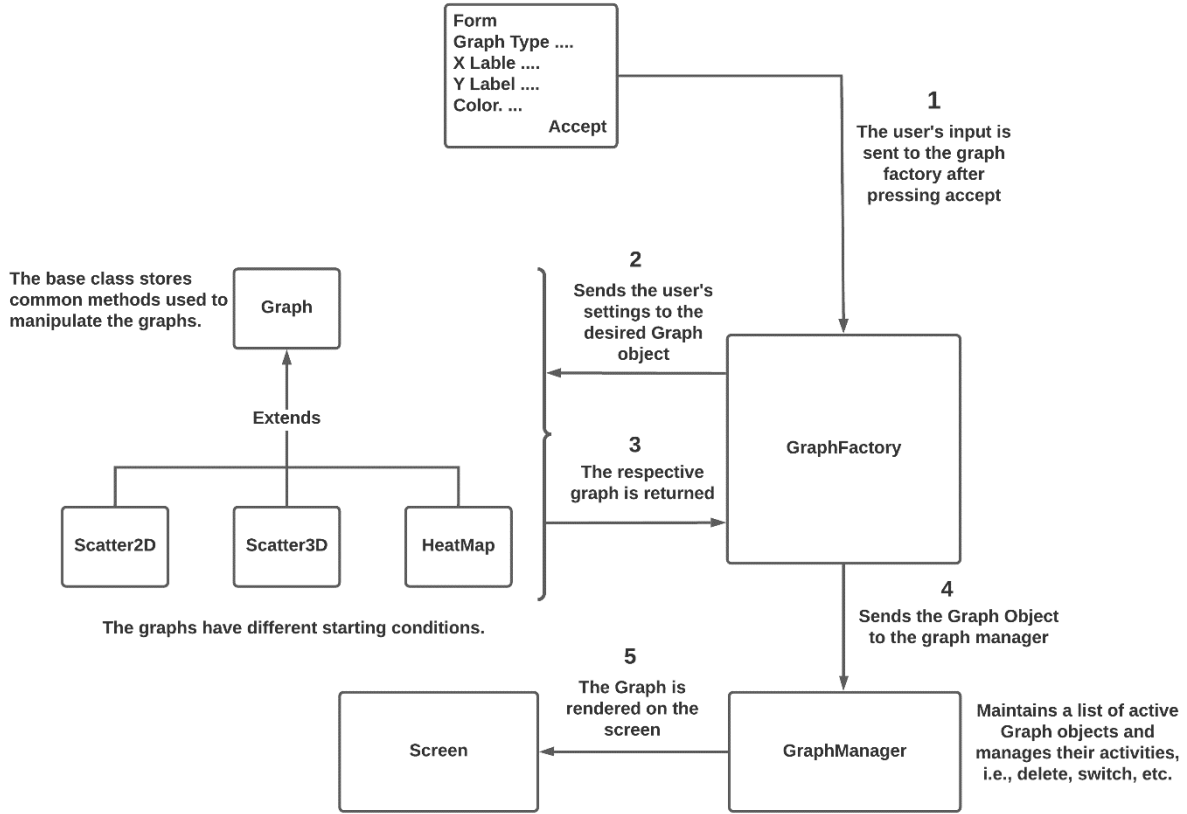 Form
Graph Type ....
X Lable ....
Y Label ....
Color. ...
Accept
1
The user's input is
sent to the graph
factory after
pressing accept
The base class stores
common methods used to
manipulate the graphs.
Graph
Extends
Scatter2D
Scatter3D
HeatMap
The graphs have different starting conditions.
2
Sends the user's
settings to the
desired Graph
object
3
The respective
graph is returned
GraphFactory
4
Sends the Graph Object
to the graph manager
5
The Graph is
rendered on the
screen
Screen
GraphManager
Maintains a list of active
Graph objects and
manages their activities,
i.e., delete, switch, etc.